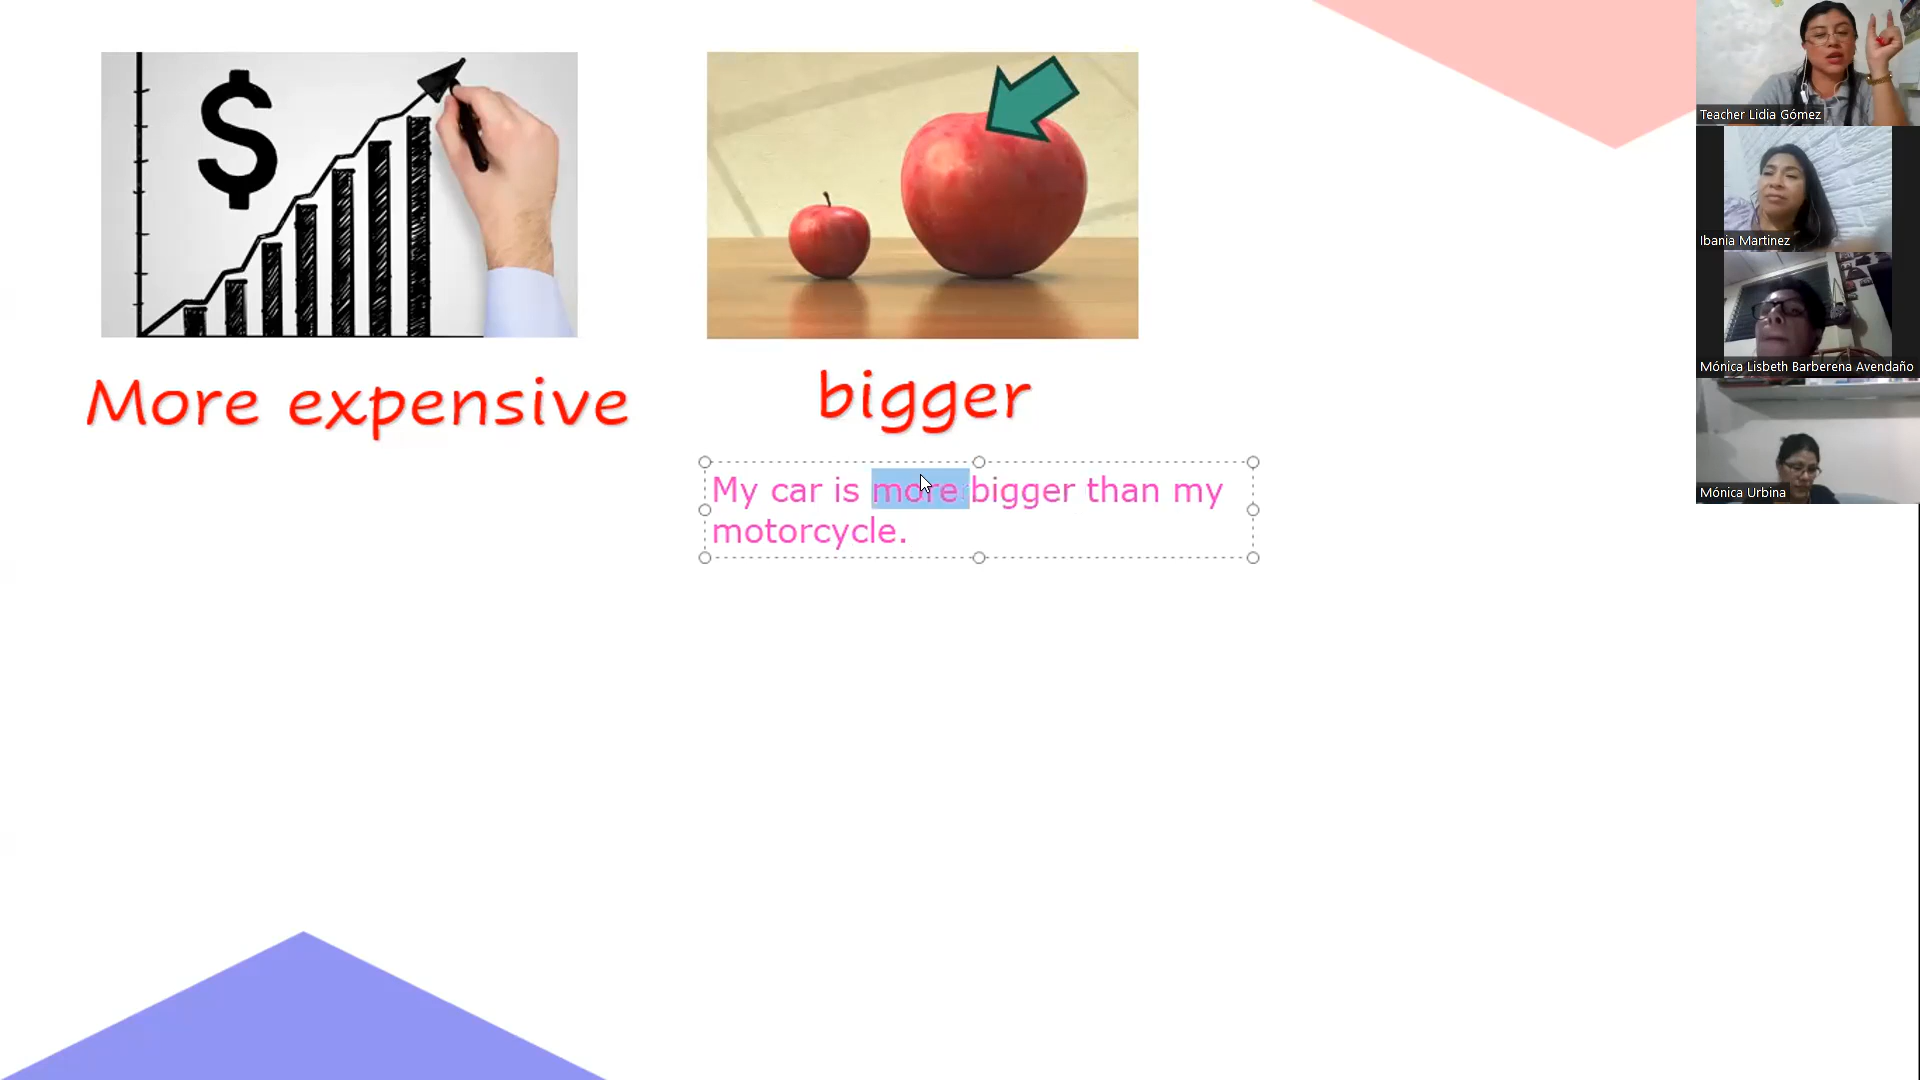 $
More expensive
bigger
My car is more bigger than my
motorcycle.
Teacher Lidia Gómez
Ibania Martinez
Mónica Lisbeth Barberena Avendaño
Mónica Urbina